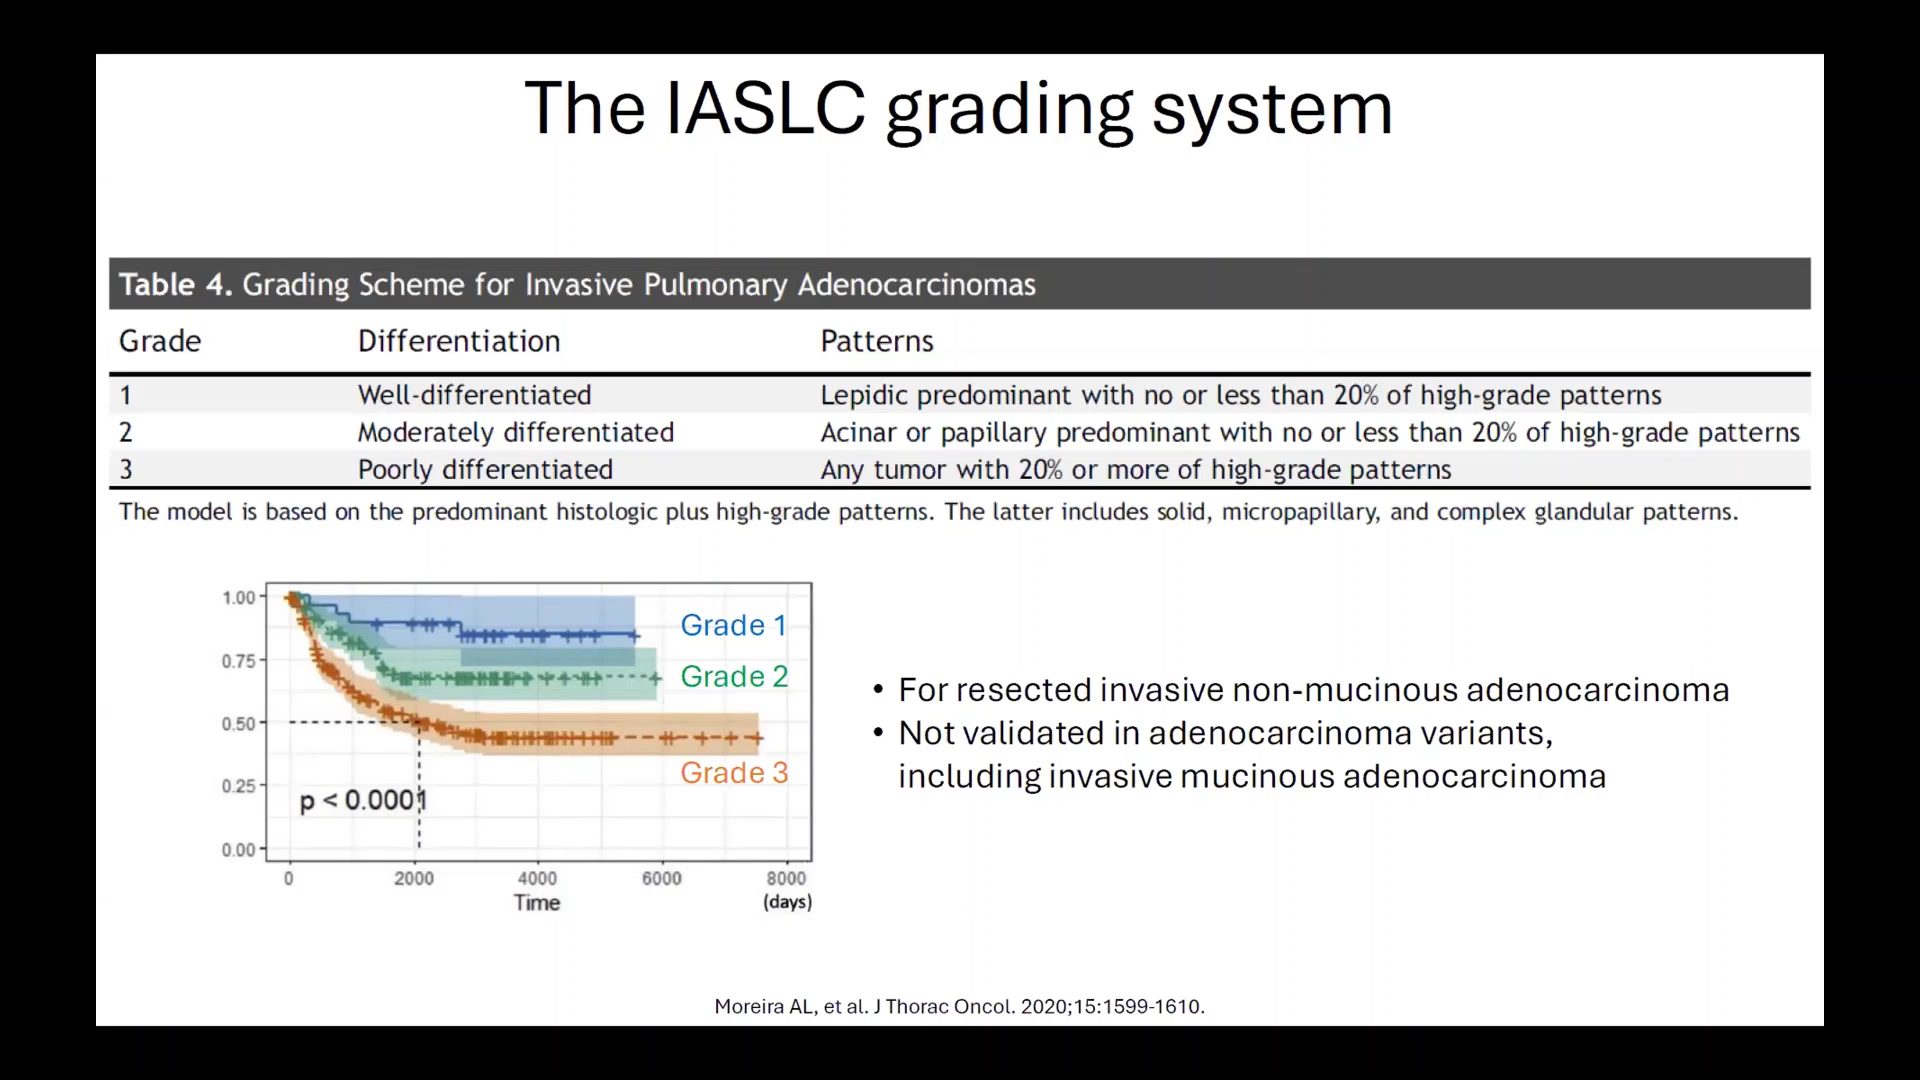 The IASLC grading system
Table 4. Grading Scheme for Invasive Pulmonary Adenocarcinomas
Grade Differentiation Patterns
1 Well-differentiated Lepidic predominant with no or less than 20% of high-grade patterns
2 Moderately differentiated Acinar or papillary predominant with no or less than 20% of high-grade patterns
3 Poorly differentiated Any tumor with 20% or more of high-grade patterns
The model is based on the predominant histologic plus high-grade patterns. The latter includes solid, micropapillary, and complex glandular patterns.
1.00
0.75
0.50
0.25
0.00
Grade 1
Grade 2
Grade 3
p < 0.0001
0 2000 4000 6000 8000
Time (days)
• For resected invasive non-mucinous adenocarcinoma
• Not validated in adenocarcinoma variants,
including invasive mucinous adenocarcinoma
Moreira AL, et al. J Thorac Oncol. 2020;15:1599-1610.